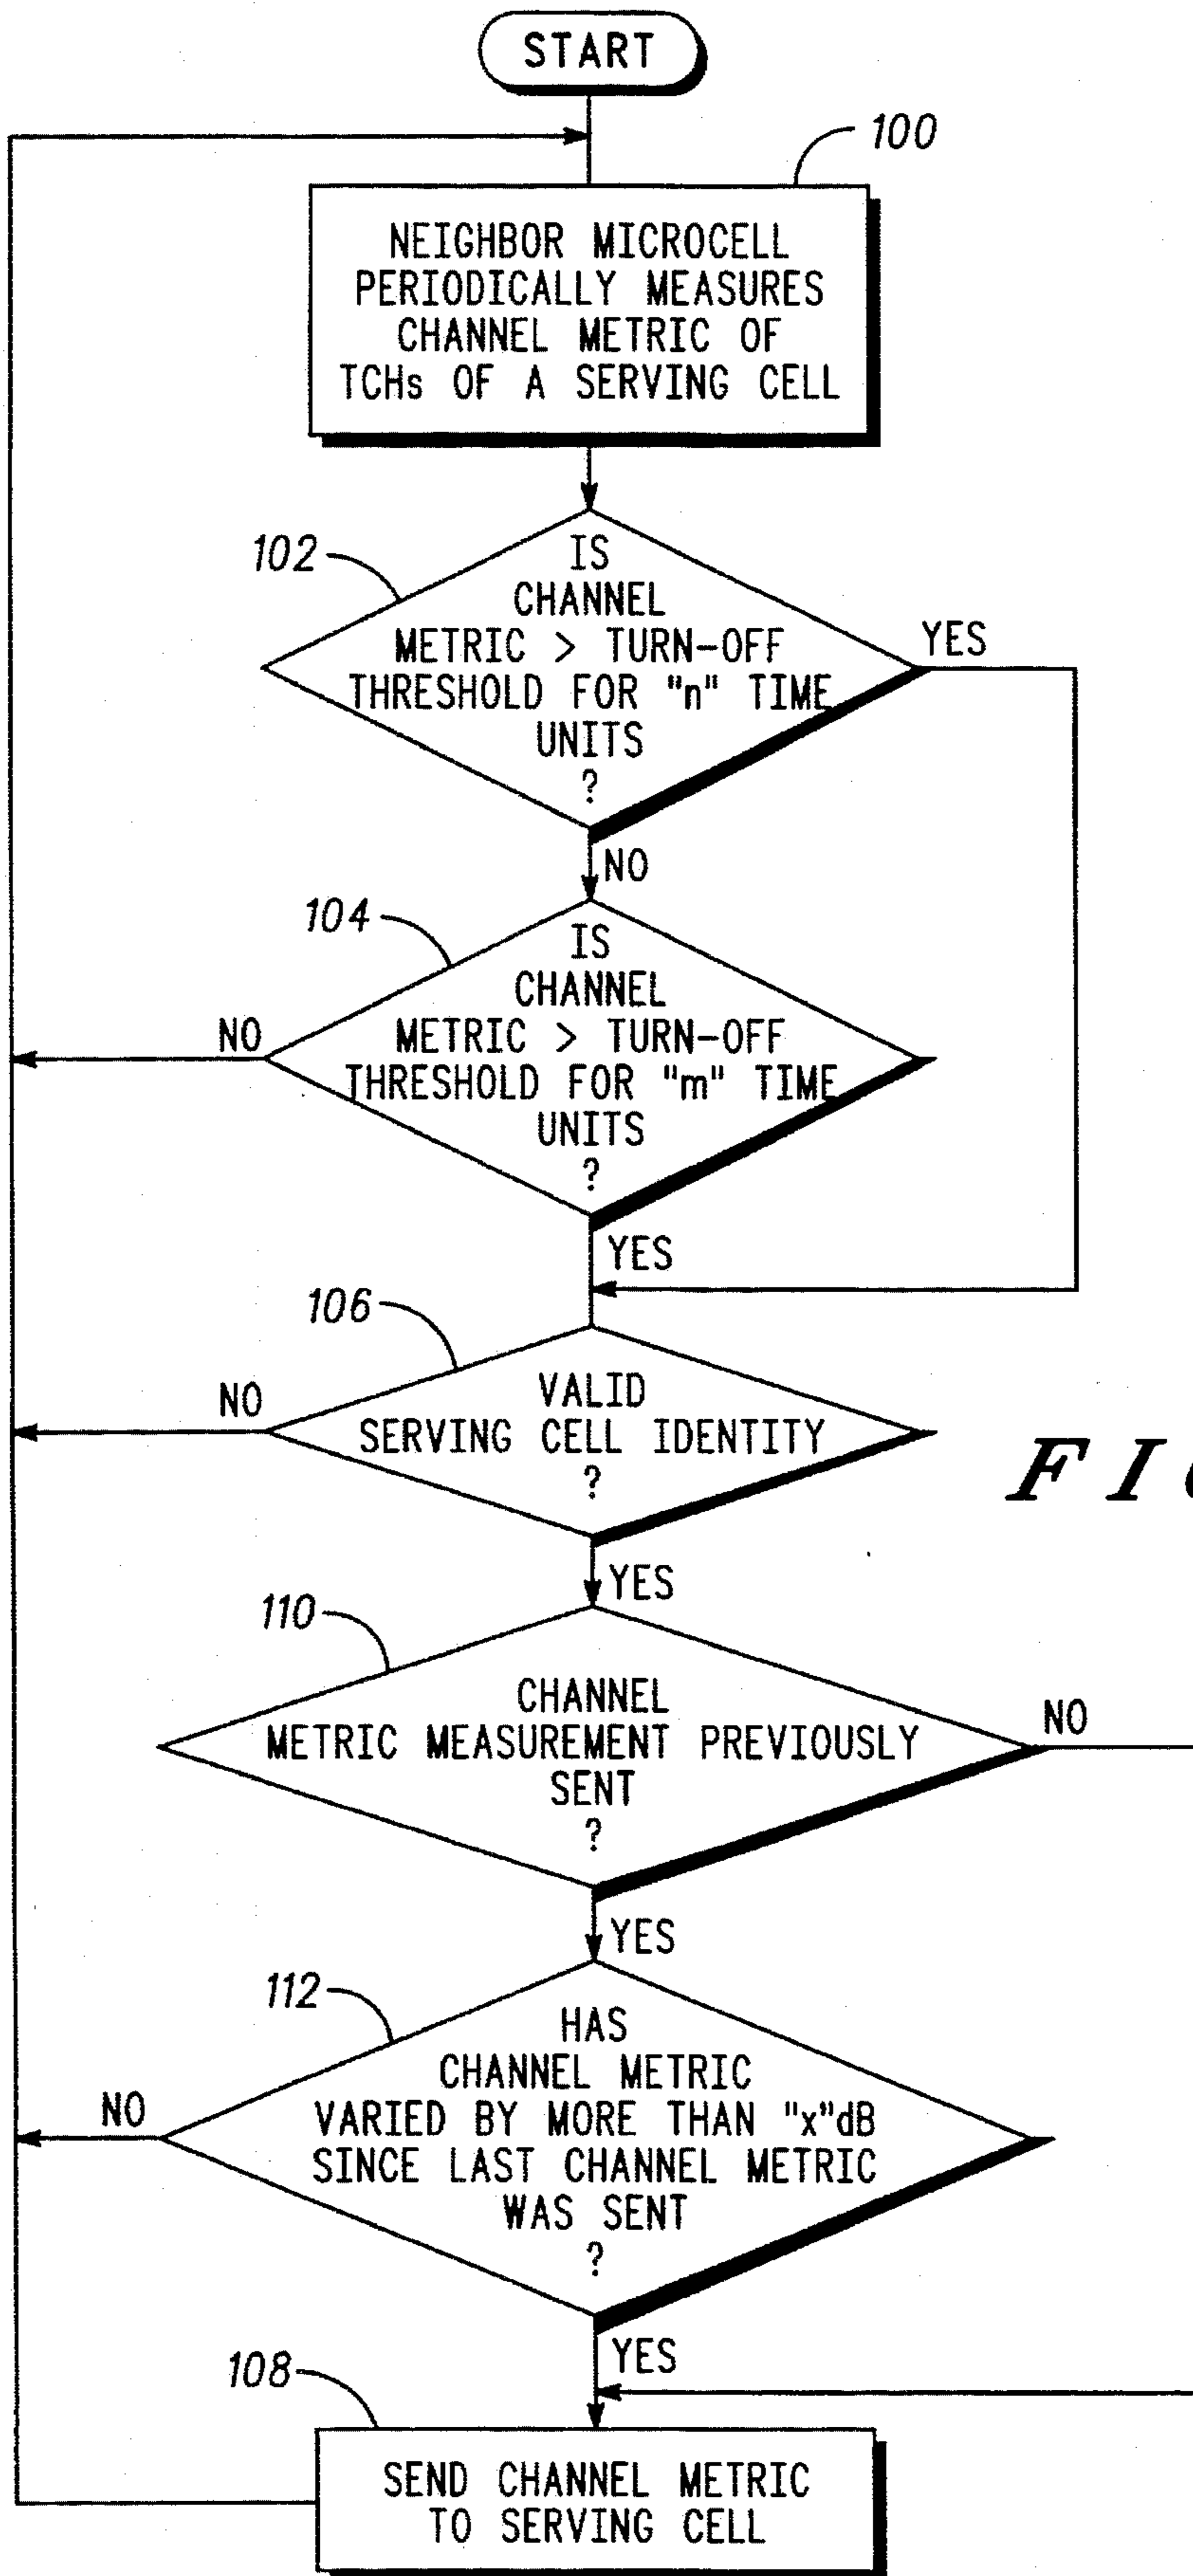 START
100
NEIGHBOR MICROCELL
PERIODICALLY MEASURES
CHANNEL METRIC OF
TCHs OF A SERVING CELL
102
IS
CHANNEL
METRIC > TURN-OFF
THRESHOLD FOR "n" TIME
UNITS
?
YES
NO
104
IS
CHANNEL
METRIC > TURN-OFF
THRESHOLD FOR "m" TIME
UNITS
?
NO
YES
106
VALID
SERVING CELL IDENTITY
?
NO
YES
110
CHANNEL
METRIC MEASUREMENT PREVIOUSLY
SENT
?
NO
YES
112
HAS
CHANNEL METRIC
VARIED BY MORE THAN "x"dB
SINCE LAST CHANNEL METRIC
WAS SENT
?
NO
YES
108
SEND CHANNEL METRIC
TO SERVING CELL